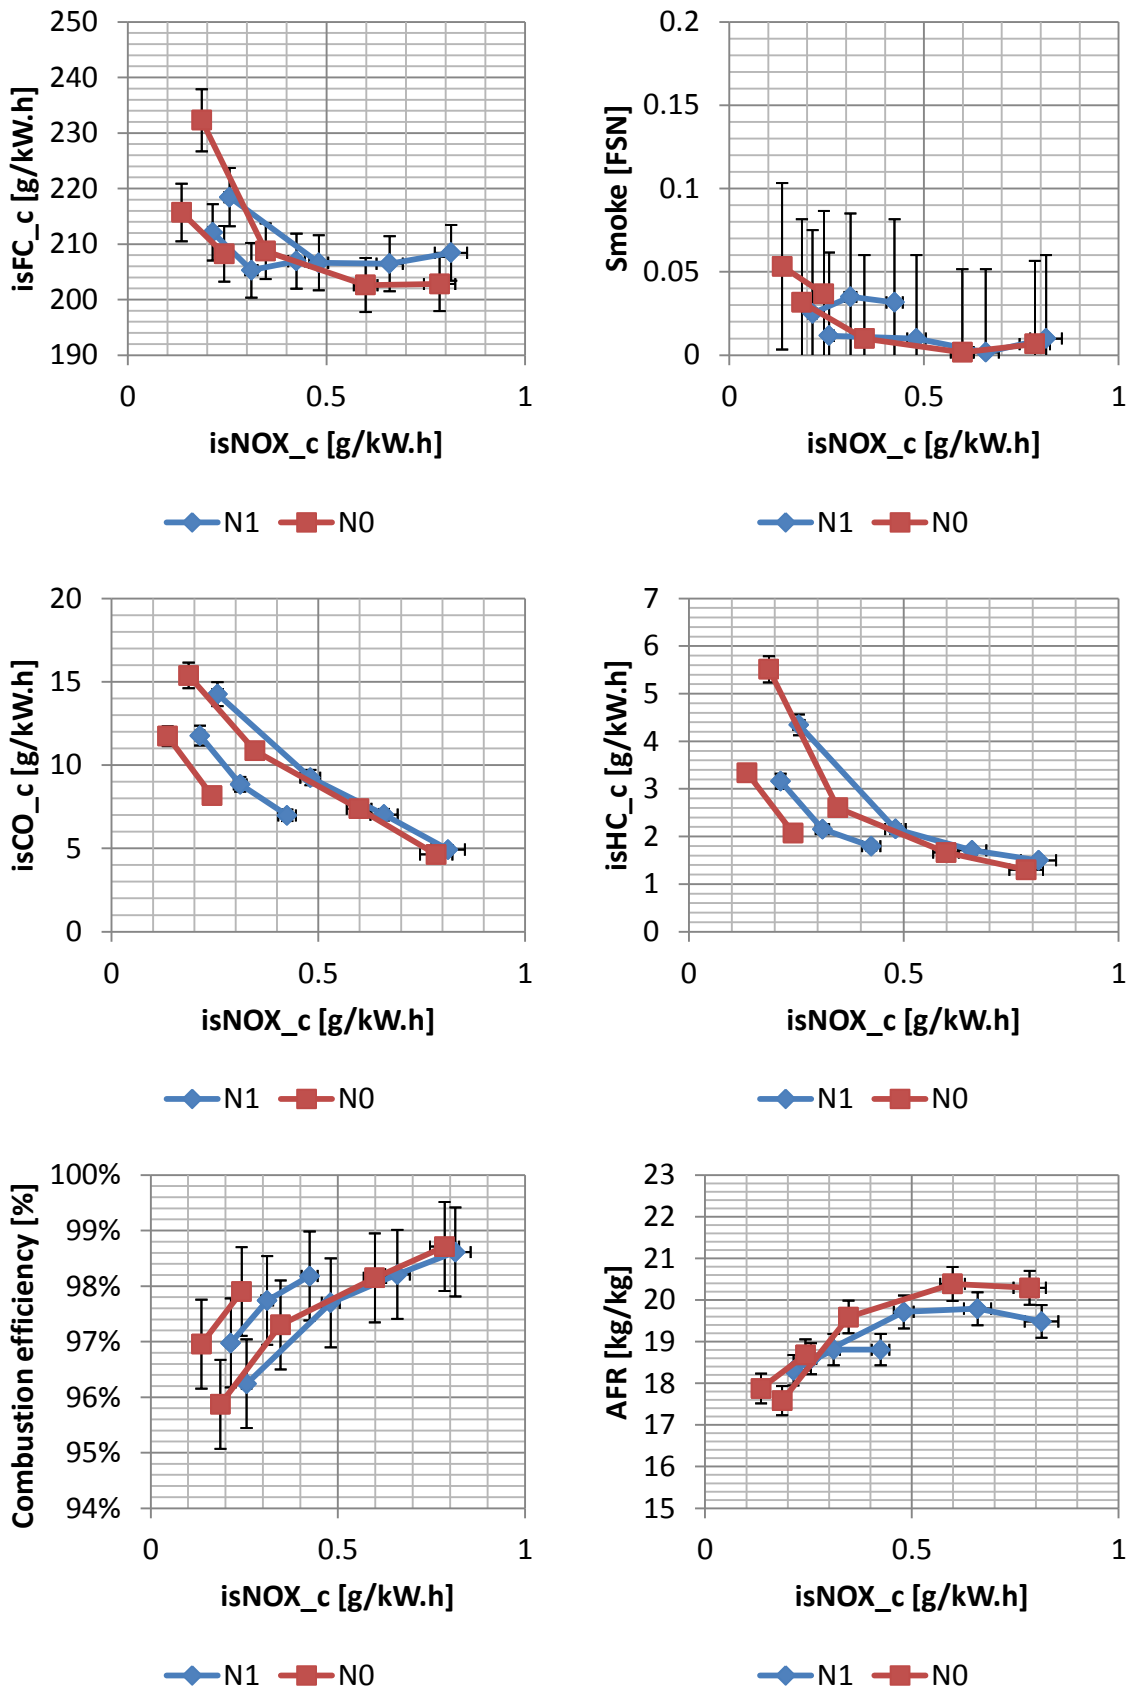 isFC_c [g/kW.h]
250
240
230
220
210
200
190
0
0.5
1
isNOX_c [g/kW.h]
N1
N0
Smoke [FSN]
0.2
0.15
0.1
0.05
0
0
0.5
1
isNOX_c [g/kW.h]
N1
N0
isCO_c [g/kW.h]
20
15
10
5
0
0
0.5
1
isNOX_c [g/kW.h]
N1
N0
isHC_c [g/kW.h]
7
6
5
4
3
2
1
0
0
0.5
1
isNOX_c [g/kW.h]
N1
N0
Combustion efficiency [%]
100%
99%
98%
97%
96%
95%
94%
0
0.5
1
isNOX_c [g/kW.h]
N1
N0
AFR [kg/kg]
23
22
21
20
19
18
17
16
15
0
0.5
1
isNOX_c [g/kW.h]
N1
N0